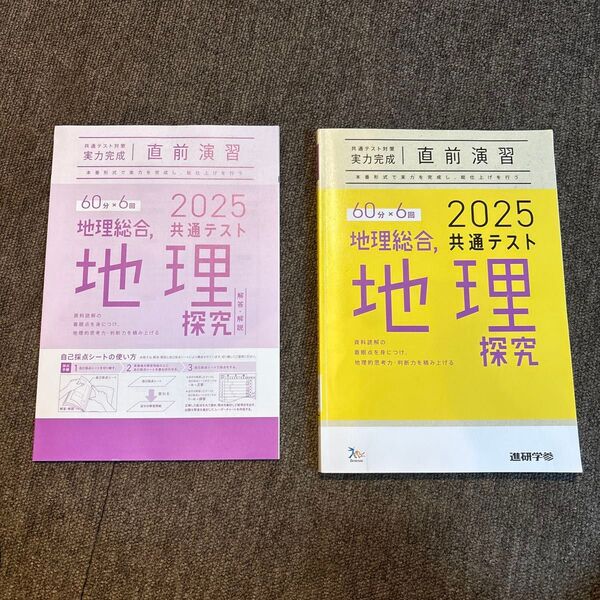 共通テスト対策
実力完成
直前演習
本番形式で実力を完成し、総仕上げを行う
60分×6回
2025
地理総合,
共通テスト
地理
探究
解答・解説
資料読解の
着眼点を身につけ、
地理的思考力・判断力を積み上げる
自己採点シートの使い方
共通テスト対策
実力完成
直前演習
本番形式で実力を完成し、総仕上げを行う
60分×6回
2025
地理総合,
共通テスト
地理
探究
資料読解の
着眼点を身につけ、
地理的思考力・判断力を積み上げる
進研学参